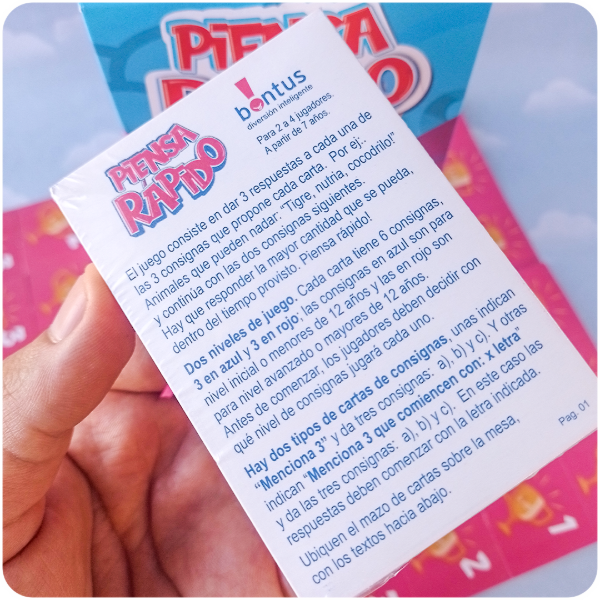 PIENSA
RÁPIDO
PIENSA
RÁPIDO
bontus
diversión inteligente
Para 2 a 4 jugadores.
A partir de 7 años.
El juego consiste en dar 3 respuestas a cada una de
las 3 consignas que propone cada carta. Por ej:
Animales que pueden nadar: "Tigre, nutria, cocodrilo!"
y continúa con las dos consignas siguientes.
Hay que responder la mayor cantidad que se pueda,
dentro del tiempo provisto. Piensa rápido!
Dos niveles de juego. Cada carta tiene 6 consignas,
3 en azul y 3 en rojo; las consignas en azul son para
nivel inicial o menores de 12 años y las en rojo son
para nivel avanzado o mayores de 12 años.
Antes de comenzar, los jugadores deben decidir con
qué nivel de consignas jugará cada uno.
Hay dos tipos de cartas de consignas, unas indican
"Menciona 3" y da tres consignas: a), b) y c). Y otras
indican "Menciona 3 que comiencen con: x letra"
y da las tres consignas: a), b) y c). En este caso las
respuestas deben comenzar con la letra indicada.
Ubiquen el mazo de cartas sobre la mesa,
con los textos hacia abajo.
Pag. 01
3
2
1